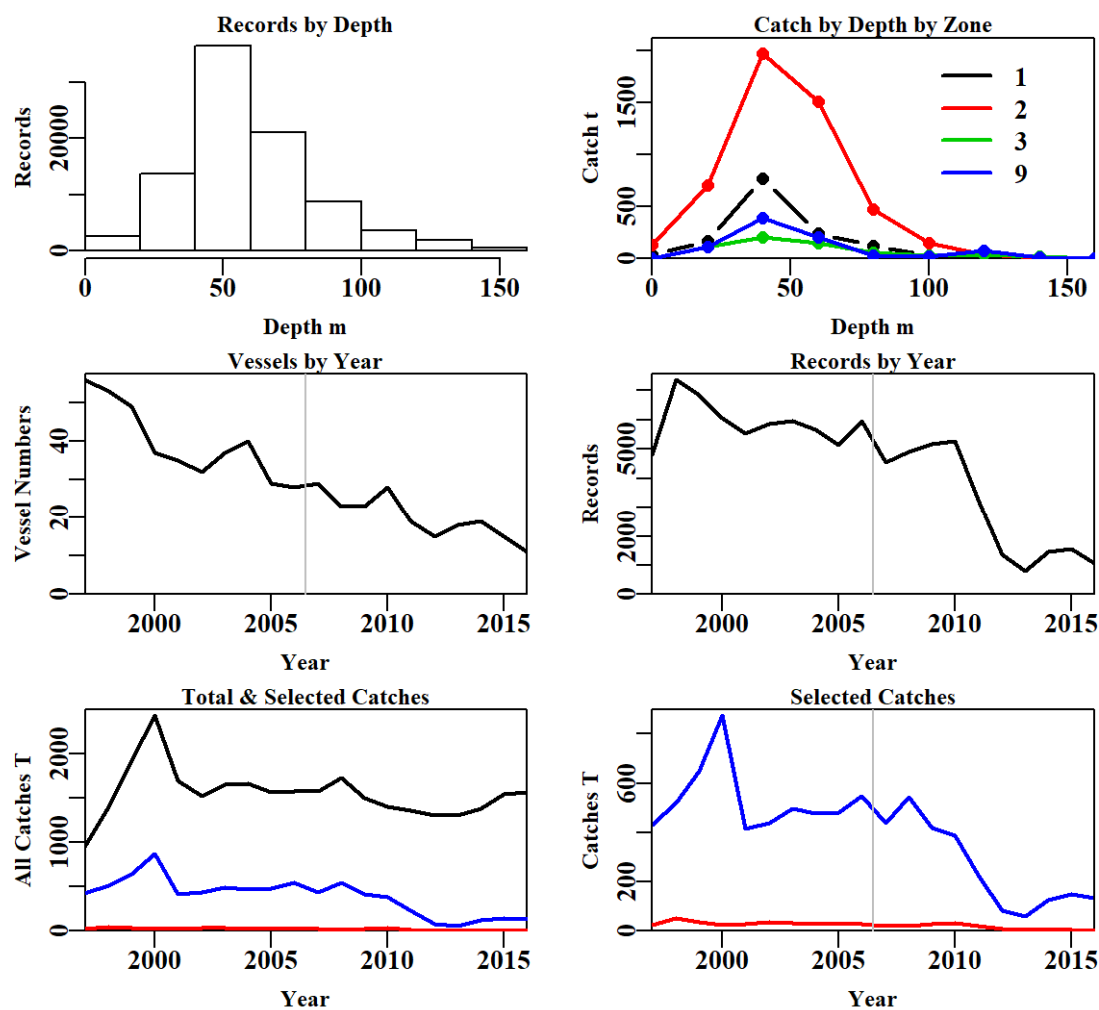 Records by Depth
Records
0
20000
0 50 100 150
Depth m
Catch by Depth by Zone
Catch t
0
500
1500
1
2
3
9
0 50 100 150
Depth m
Vessels by Year
Vessel Numbers
0
20
40
2000 2005 2010 2015
Year
Records by Year
Records
0
2000
5000
2000 2005 2010 2015
Year
Total & Selected Catches
All Catches T
0
1000
2000
2000 2005 2010 2015
Year
Selected Catches
Catches T
0
200
600
2000 2005 2010 2015
Year